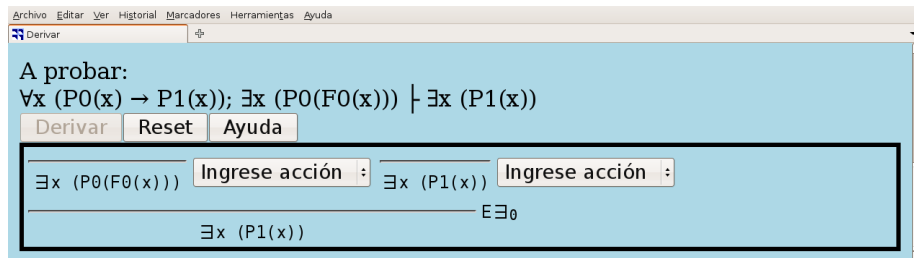 Archivo Editar Ver Historial Marcadores Herramientas Ayuda
Derivar
A probar:
∀x (P0(x) → P1(x)); ∃x (P0(F0(x))) ├ ∃x (P1(x))
Derivar Reset Ayuda
∃x (P0(F0(x))) Ingrese acción ∃x (P1(x)) Ingrese acción
E∃₀
∃x (P1(x))